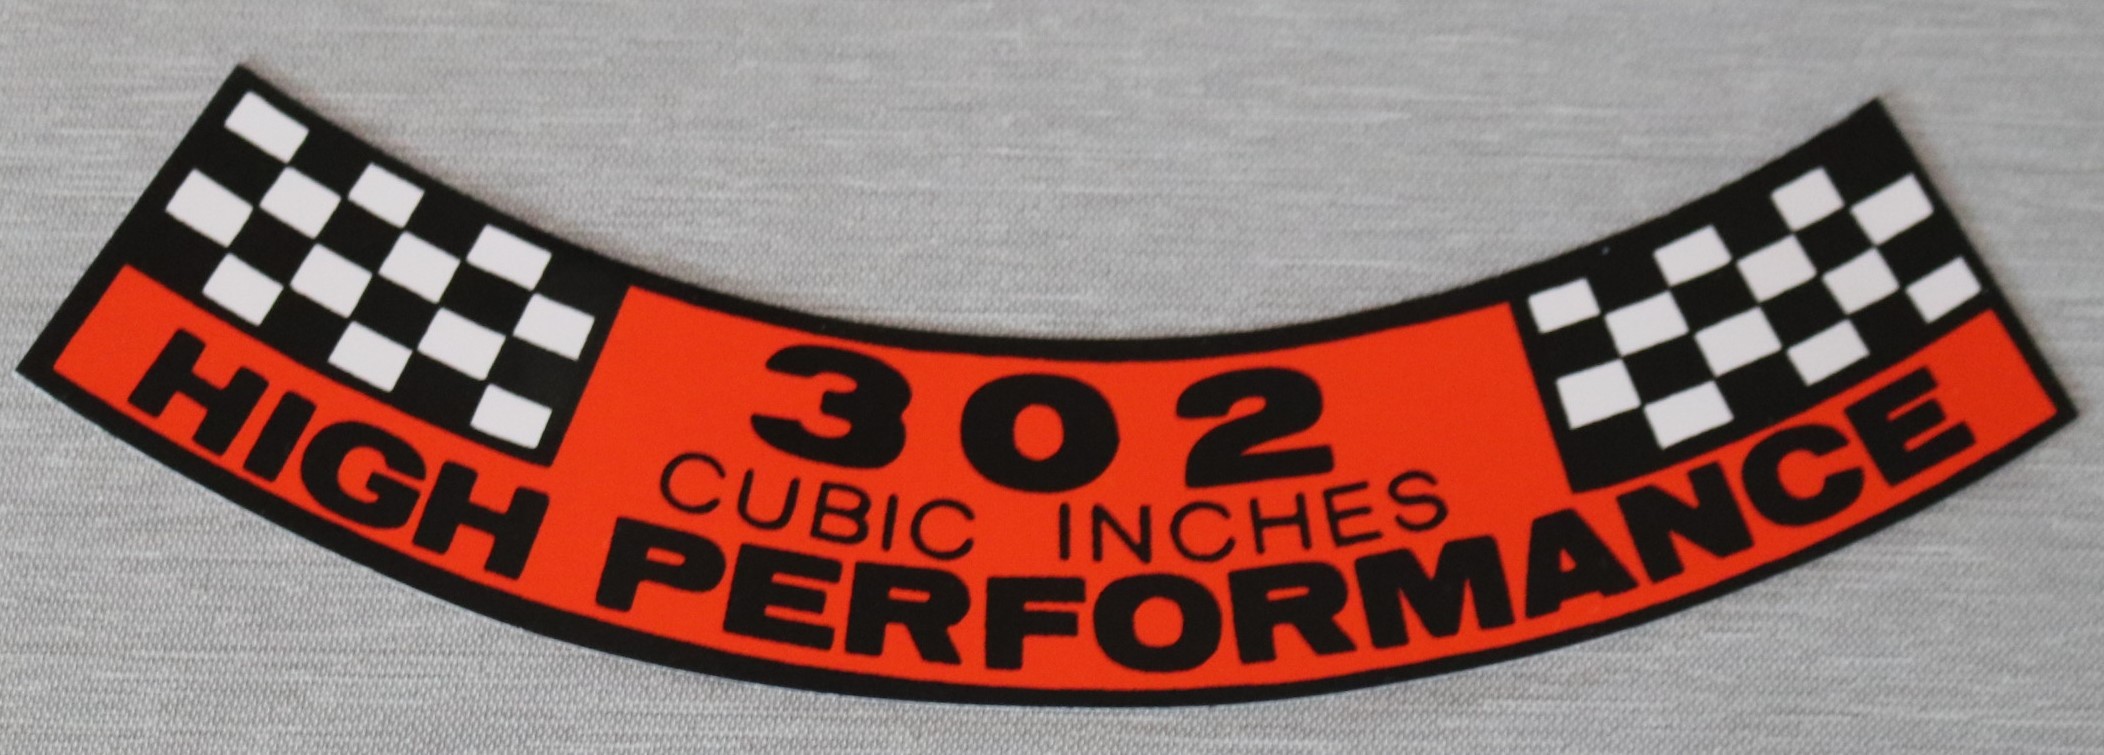 302
CUBIC INCHES
HIGH PERFORMANCE